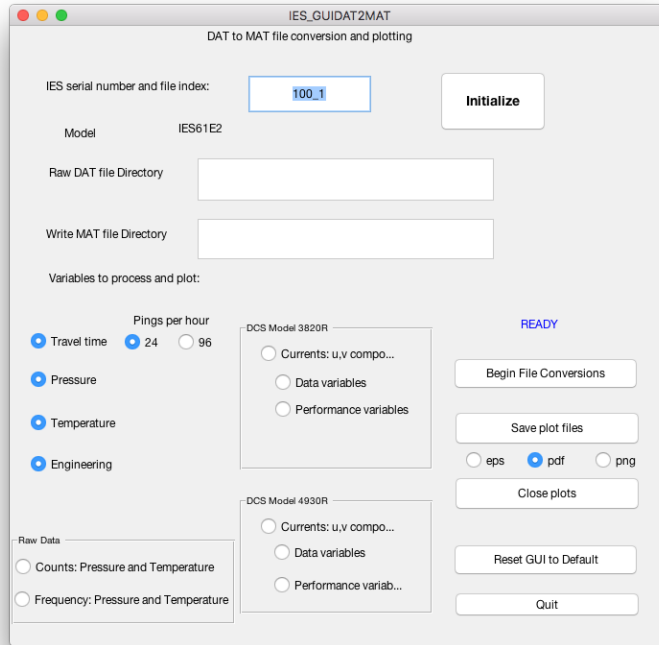 IES_GUIDAT2MAT
DAT to MAT file conversion and plotting
IES serial number and file index:
100_1
Initialize
Model
IES61E2
Raw DAT file Directory
Write MAT file Directory
Variables to process and plot:
Pings per hour
Travel time
24
96
Pressure
Temperature
Engineering
Raw Data
Counts: Pressure and Temperature
Frequency: Pressure and Temperature
DCS Model 3820R
Currents: u,v compo...
Data variables
Performance variables
DCS Model 4930R
Currents: u,v compo...
Data variables
Performance variab...
READY
Begin File Conversions
Save plot files
eps
pdf
png
Close plots
Reset GUI to Default
Quit